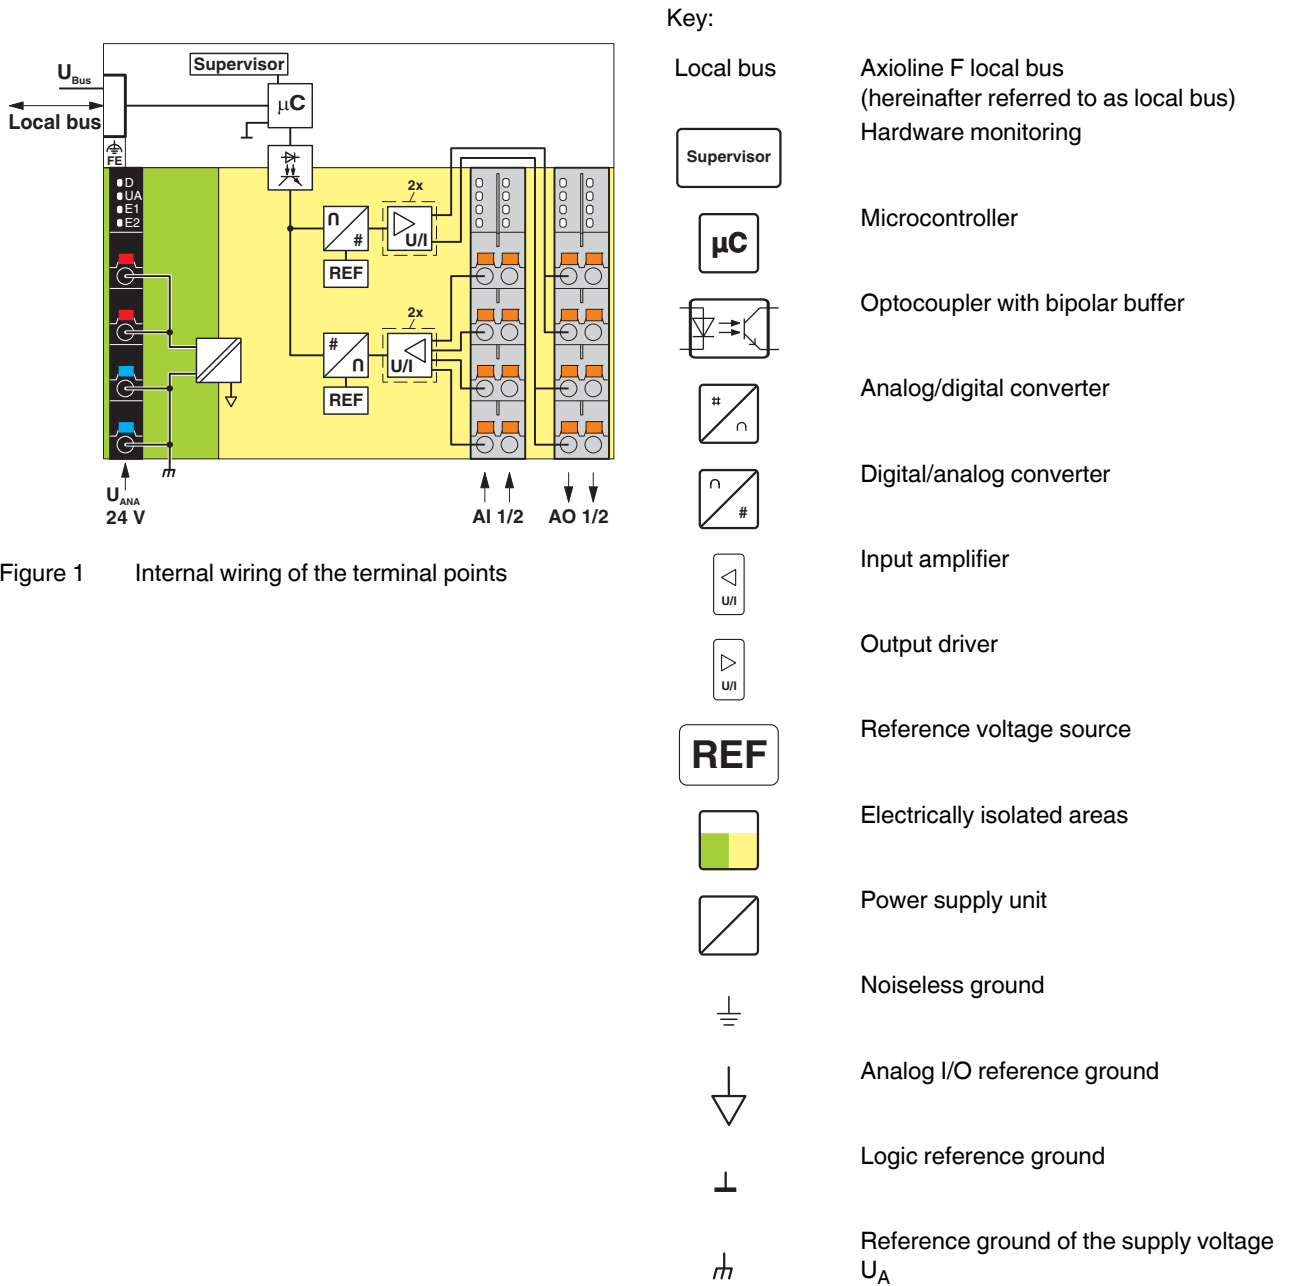 U Bus
Local bus
Supervisor
µC
FE
D
UA
E1
E2
∩
#
REF
2x
U/I
#
∩
REF
2x
U/I
U ANA
24 V
AI 1/2
AO 1/2
Figure 1 Internal wiring of the terminal points
Key:
Local bus Axioline F local bus
(hereinafter referred to as local bus)
Supervisor Hardware monitoring
µC Microcontroller
Optocoupler with bipolar buffer
# ∩ Analog/digital converter
∩ # Digital/analog converter
U/I Input amplifier
U/I Output driver
REF Reference voltage source
Electrically isolated areas
Power supply unit
Noiseless ground
Analog I/O reference ground
Logic reference ground
Reference ground of the supply voltage
UA